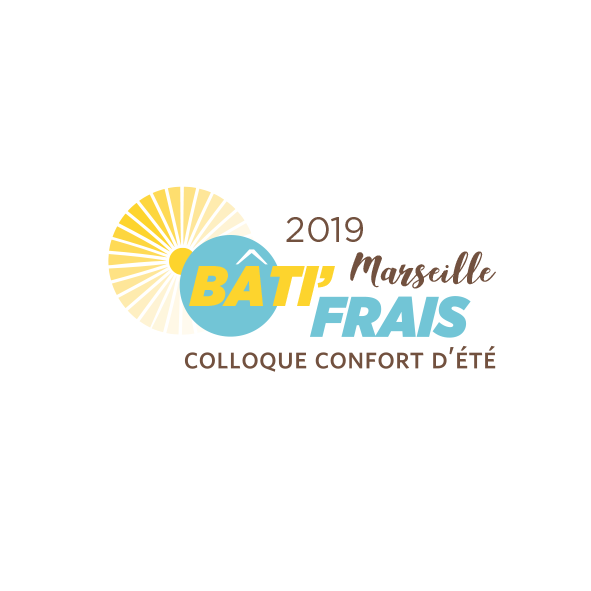 2019
Marseille
BÂTI'
FRAIS
COLLOQUE CONFORT D'ÉTÉ